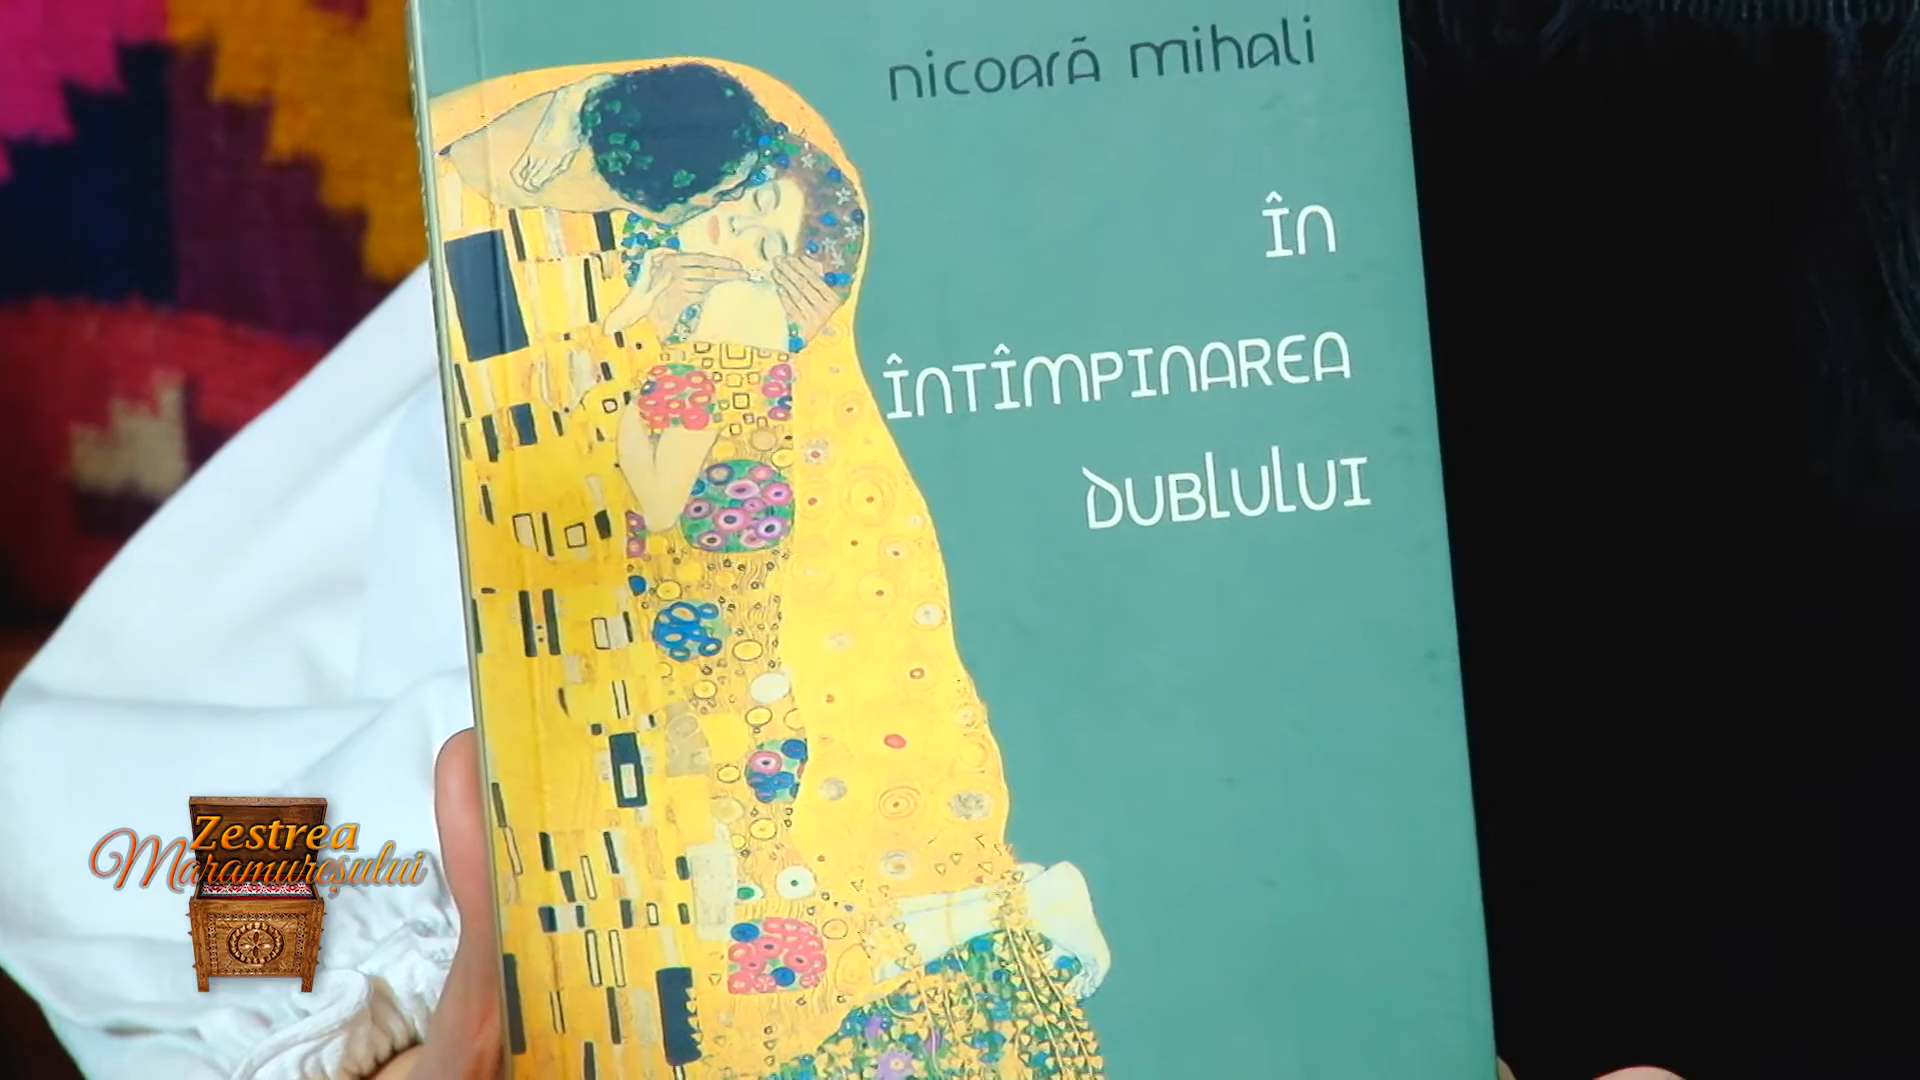 nicoară mihali
în
întîmpinarea
dublului
Zestrea
Maramureșului